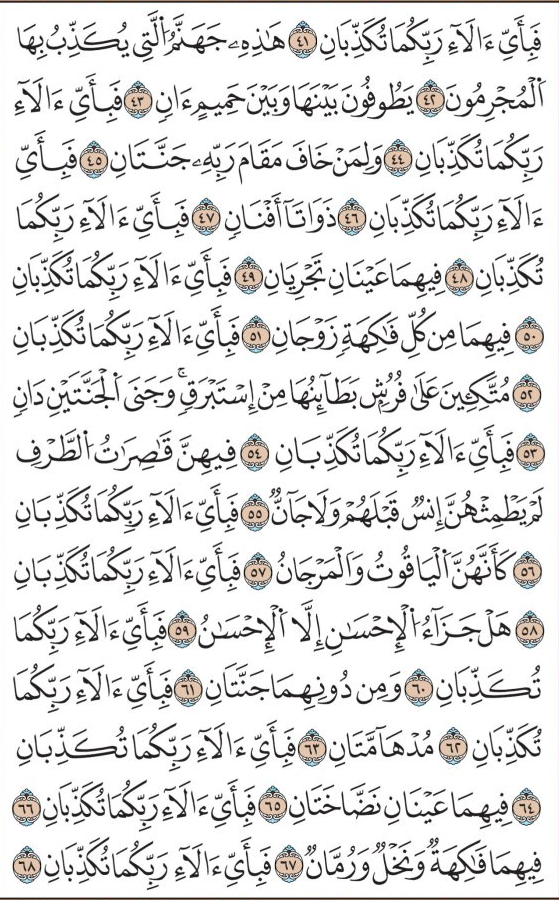 فَبِأَيِّ ءَالَآءِ رَبِّكُمَا تُكَذِّبَانِ ٤١ هَٰذِهِۦ جَهَنَّمُ ٱلَّتِي يُكَذِّبُ بِهَا
ٱلْمُجْرِمُونَ ٤٢ يَطُوفُونَ بَيْنَهَا وَبَيْنَ حَمِيمٍ ءَانٍ ٤٣ فَبِأَيِّ ءَالَآءِ
رَبِّكُمَا تُكَذِّبَانِ ٤٤ وَلِمَنْ خَافَ مَقَامَ رَبِّهِۦ جَنَّتَانِ ٤٥ فَبِأَيِّ
ءَالَآءِ رَبِّكُمَا تُكَذِّبَانِ ٤٦ ذَوَاتَآ أَفْنَانٍ ٤٧ فَبِأَيِّ ءَالَآءِ رَبِّكُمَا
تُكَذِّبَانِ ٤٨ فِيهِمَا عَيْنَانِ تَجْرِيَانِ ٤٩ فَبِأَيِّ ءَالَآءِ رَبِّكُمَا تُكَذِّبَانِ
٥٠ فِيهِمَا مِن كُلِّ فَٰكِهَةٍ زَوْجَانِ ٥١ فَبِأَيِّ ءَالَآءِ رَبِّكُمَا تُكَذِّبَانِ
٥٢ مُتَّكِـِٔينَ عَلَىٰ فُرُشٍۭ بَطَآئِنُهَا مِنْ إِسْتَبْرَقٍ ۚ وَجَنَى ٱلْجَنَّتَيْنِ دَانٍ
٥٣ فَبِأَيِّ ءَالَآءِ رَبِّكُمَا تُكَذِّبَانِ ٥٤ فِيهِنَّ قَٰصِرَٰتُ ٱلطَّرْفِ
لَمْ يَطْمِثْهُنَّ إِنسٌ قَبْلَهُمْ وَلَا جَآنٌّ ٥٥ فَبِأَيِّ ءَالَآءِ رَبِّكُمَا تُكَذِّبَانِ
٥٦ كَأَنَّهُنَّ ٱلْيَاقُوتُ وَٱلْمَرْجَانُ ٥٧ فَبِأَيِّ ءَالَآءِ رَبِّكُمَا تُكَذِّبَانِ
٥٨ هَلْ جَزَآءُ ٱلْإِحْسَٰنِ إِلَّا ٱلْإِحْسَٰنُ ٥٩ فَبِأَيِّ ءَالَآءِ رَبِّكُمَا
تُكَذِّبَانِ ٦٠ وَمِن دُونِهِمَا جَنَّتَانِ ٦١ فَبِأَيِّ ءَالَآءِ رَبِّكُمَا
تُكَذِّبَانِ ٦٢ مُدْهَآمَّتَانِ ٦٣ فَبِأَيِّ ءَالَآءِ رَبِّكُمَا تُكَذِّبَانِ
٦٤ فِيهِمَا عَيْنَانِ نَضَّاخَتَانِ ٦٥ فَبِأَيِّ ءَالَآءِ رَبِّكُمَا تُكَذِّبَانِ ٦٦
فِيهِمَا فَٰكِهَةٌ وَنَخْلٌ وَرُمَّانٌ ٦٧ فَبِأَيِّ ءَالَآءِ رَبِّكُمَا تُكَذِّبَانِ ٦٨